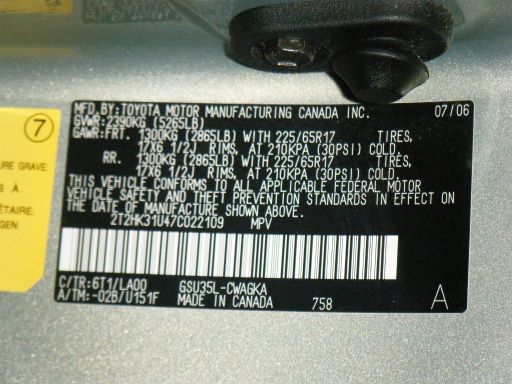 MFD.BY: TOYOTA MOTOR MANUFACTURING CANADA INC. 07/06
GVWR: 2390KG (5265LB)
GAWR: FRT. 1300KG (2865LB) WITH 225/65R17 TIRES,
17X6 1/2J RIMS, AT 210KPA (30PSI) COLD.
RR. 1300KG (2865LB) WITH 225/65R17 TIRES,
17X6 1/2J RIMS, AT 210KPA (30PSI) COLD.
THIS VEHICLE CONFORMS TO ALL APPLICABLE FEDERAL MOTOR
VEHICLE SAFETY AND THEFT PREVENTION STANDARDS IN EFFECT ON
THE DATE OF MANUFACTURE SHOWN ABOVE.
2T2HK31U47C022109 MPV
C/TR: 6T1/LA00 GSU35L-CWAGKA
A/TM: -02B/U151F MADE IN CANADA 758 A
7
URE GRAVE
S À
ÉTAIRE.
GEN: